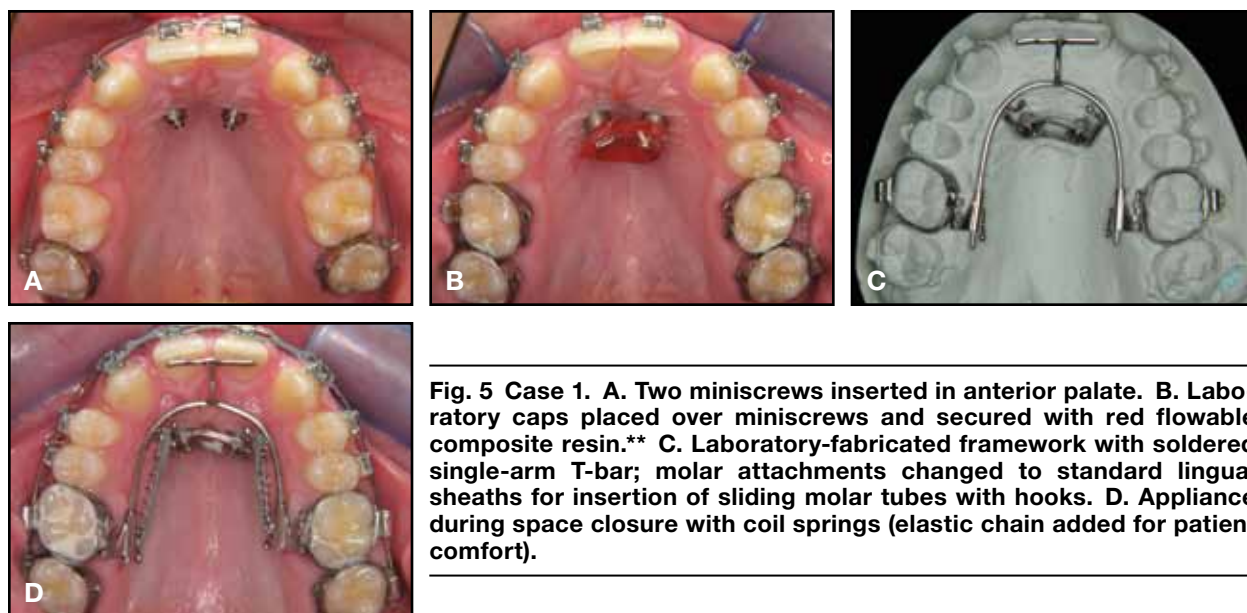 A
B
C
D
Fig. 5 Case 1. A. Two miniscrews inserted in anterior palate. B. Labo
ratory caps placed over miniscrews and secured with red flowable
composite resin.** C. Laboratory-fabricated framework with soldered
single-arm T-bar; molar attachments changed to standard lingua
sheaths for insertion of sliding molar tubes with hooks. D. Appliance
during space closure with coil springs (elastic chain added for patien
comfort).